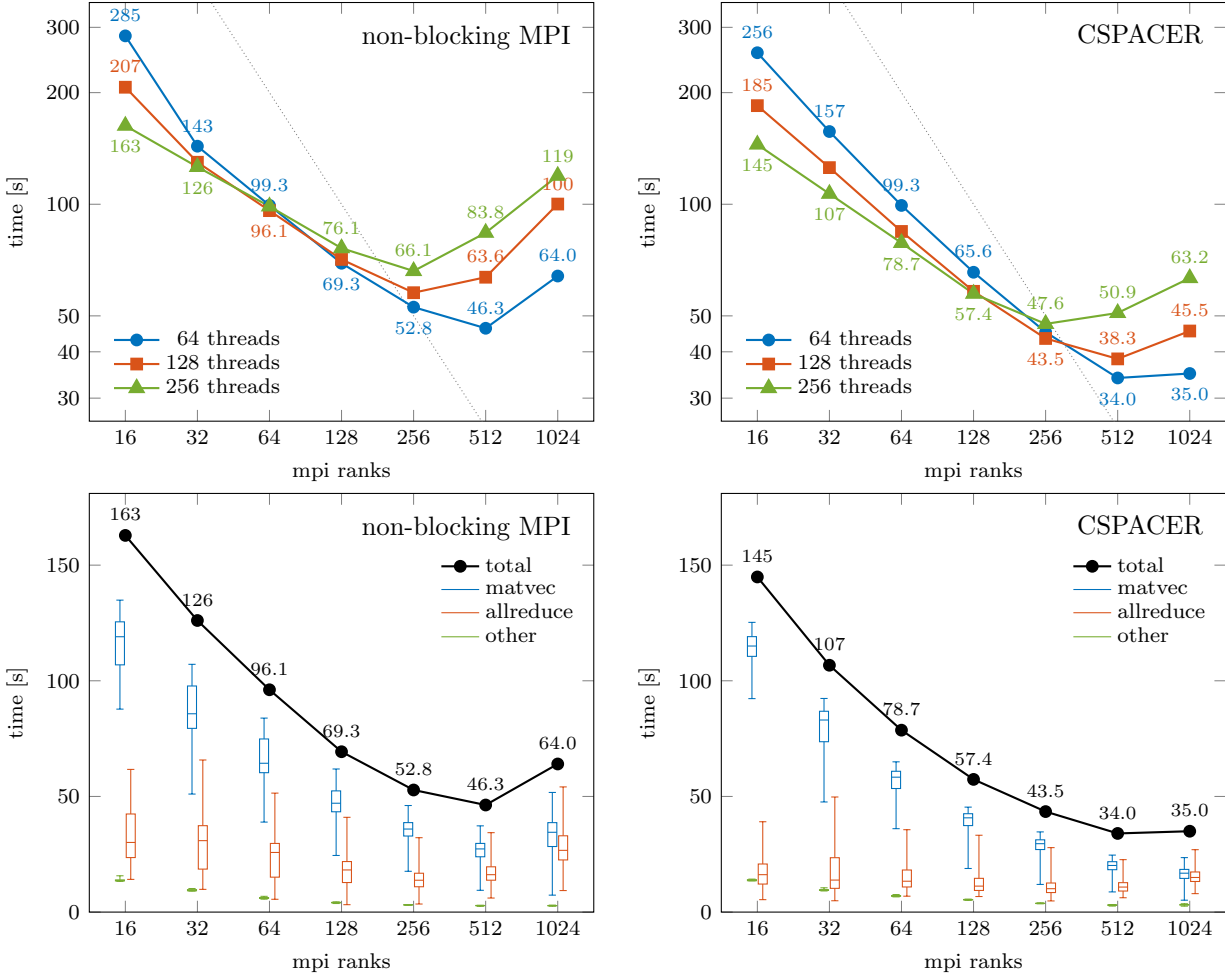 non-blocking MPI
300
200
100
50
40
30
time [s]
285
207
163
143
126
99.3
96.1
76.1
69.3
66.1
52.8
83.8
63.6
46.3
119
100
64.0
64 threads
128 threads
256 threads
16 32 64 128 256 512 1024
mpi ranks
CSPACER
300
200
100
50
40
30
time [s]
256
185
145
157
107
99.3
78.7
65.6
57.4
47.6
43.5
50.9
38.3
34.0
63.2
45.5
35.0
64 threads
128 threads
256 threads
16 32 64 128 256 512 1024
mpi ranks
non-blocking MPI
total
matvec
allreduce
other
150
100
50
0
time [s]
163
126
96.1
69.3
52.8
46.3
64.0
16 32 64 128 256 512 1024
mpi ranks
CSPACER
total
matvec
allreduce
other
150
100
50
0
time [s]
145
107
78.7
57.4
43.5
34.0
35.0
16 32 64 128 256 512 1024
mpi ranks